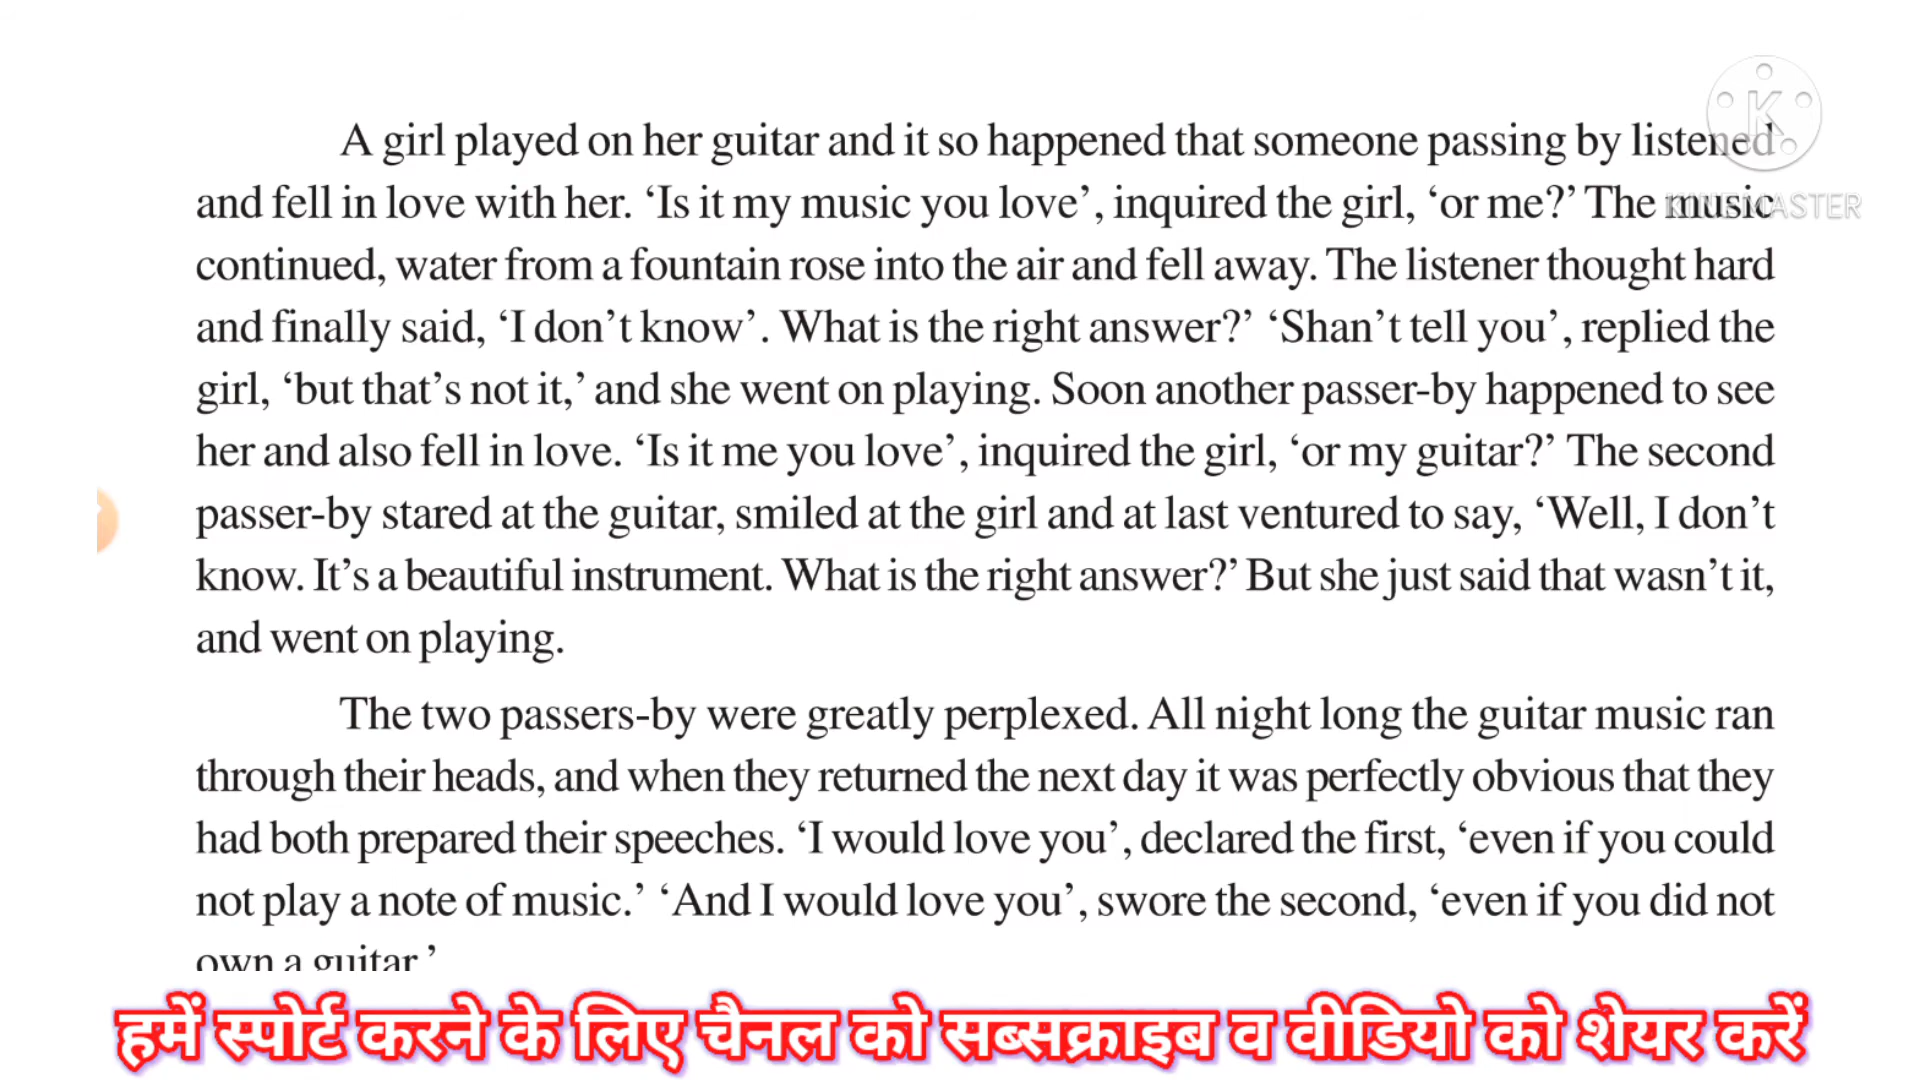 A girl played on her guitar and it so happened that someone passing by listened
and fell in love with her. ‘Is it my music you love’, inquired the girl, ‘or me?’ The music
continued, water from a fountain rose into the air and fell away. The listener thought hard
and finally said, ‘I don’t know’. What is the right answer?’ ‘Shan’t tell you’, replied the
girl, ‘but that’s not it,’ and she went on playing. Soon another passer-by happened to see
her and also fell in love. ‘Is it me you love’, inquired the girl, ‘or my guitar?’ The second
passer-by stared at the guitar, smiled at the girl and at last ventured to say, ‘Well, I don’t
know. It’s a beautiful instrument. What is the right answer?’ But she just said that wasn’t it,
and went on playing.
The two passers-by were greatly perplexed. All night long the guitar music ran
through their heads, and when they returned the next day it was perfectly obvious that they
had both prepared their speeches. ‘I would love you’, declared the first, ‘even if you could
not play a note of music.’ ‘And I would love you’, swore the second, ‘even if you did not
own a guitar.’
K
KINEMASTER
हमें स्पोर्ट करने के लिए चैनल को सब्सक्राइब व वीडियो को शेयर करें